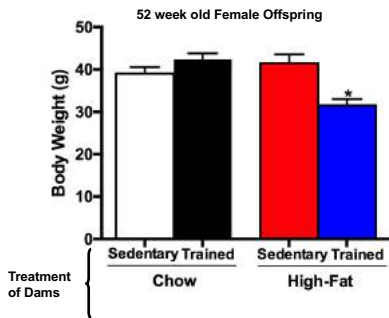 52 week old Female Offspring
Body Weight (g)
50
40
30
20
10
0
*
Sedentary Trained Sedentary Trained
Chow High-Fat
Treatment
of Dams